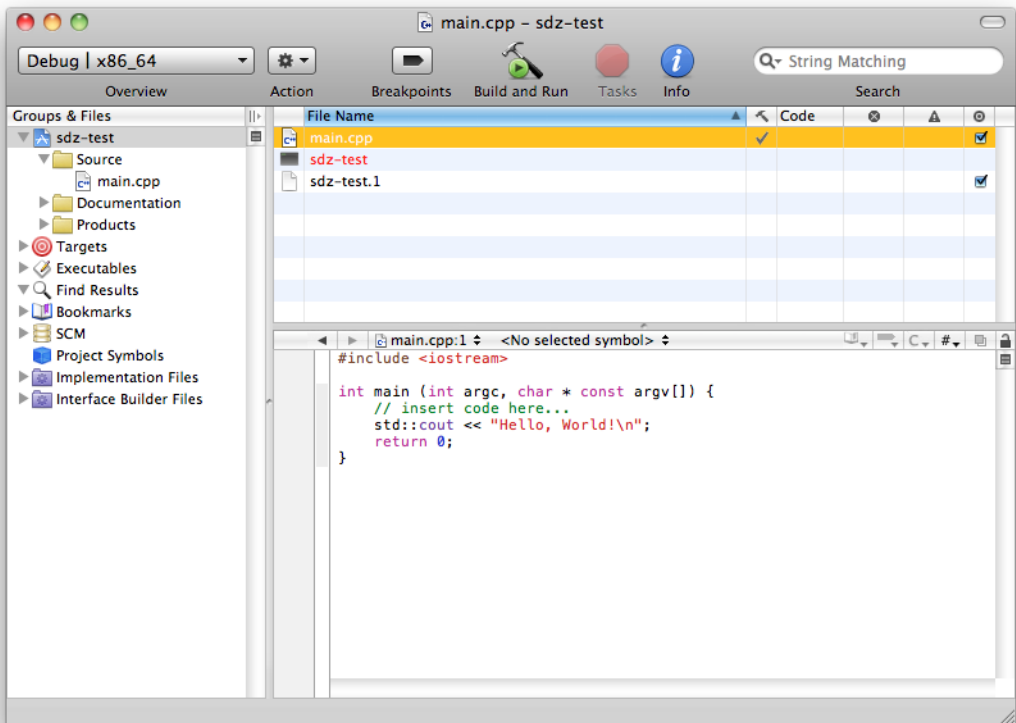 main.cpp – sdz-test
Debug | x86_64
String Matching
Overview
Action
Breakpoints
Build and Run
Tasks
Info
Search
Groups & Files
sdz-test
Source
main.cpp
Documentation
Products
Targets
Executables
Find Results
Bookmarks
SCM
Project Symbols
Implementation Files
Interface Builder Files
File Name
Code
main.cpp
sdz-test
sdz-test.1
main.cpp:1
<No selected symbol>
C
#
#include <iostream>
int main (int argc, char * const argv[]) {
// insert code here...
std::cout << "Hello, World!\n";
return 0;
}